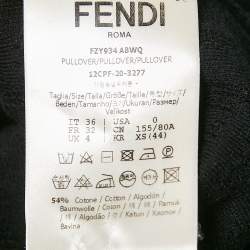 FENDI
ROMA
FZY934 ABWQ
PULLOVER/PULLOVER/PULLOVER
12CPF-20-3277
Taglia/Size/Taille/Größe/Talla/
Beden/Tamanho/
Velikost
IT 36 USA 0
FR 32 CN 155/80A
UK 4 KR XS(44)
54% Cotone/Cotton/Algodón
Baumwolle/Coton/
/Algodão/
Bavlna